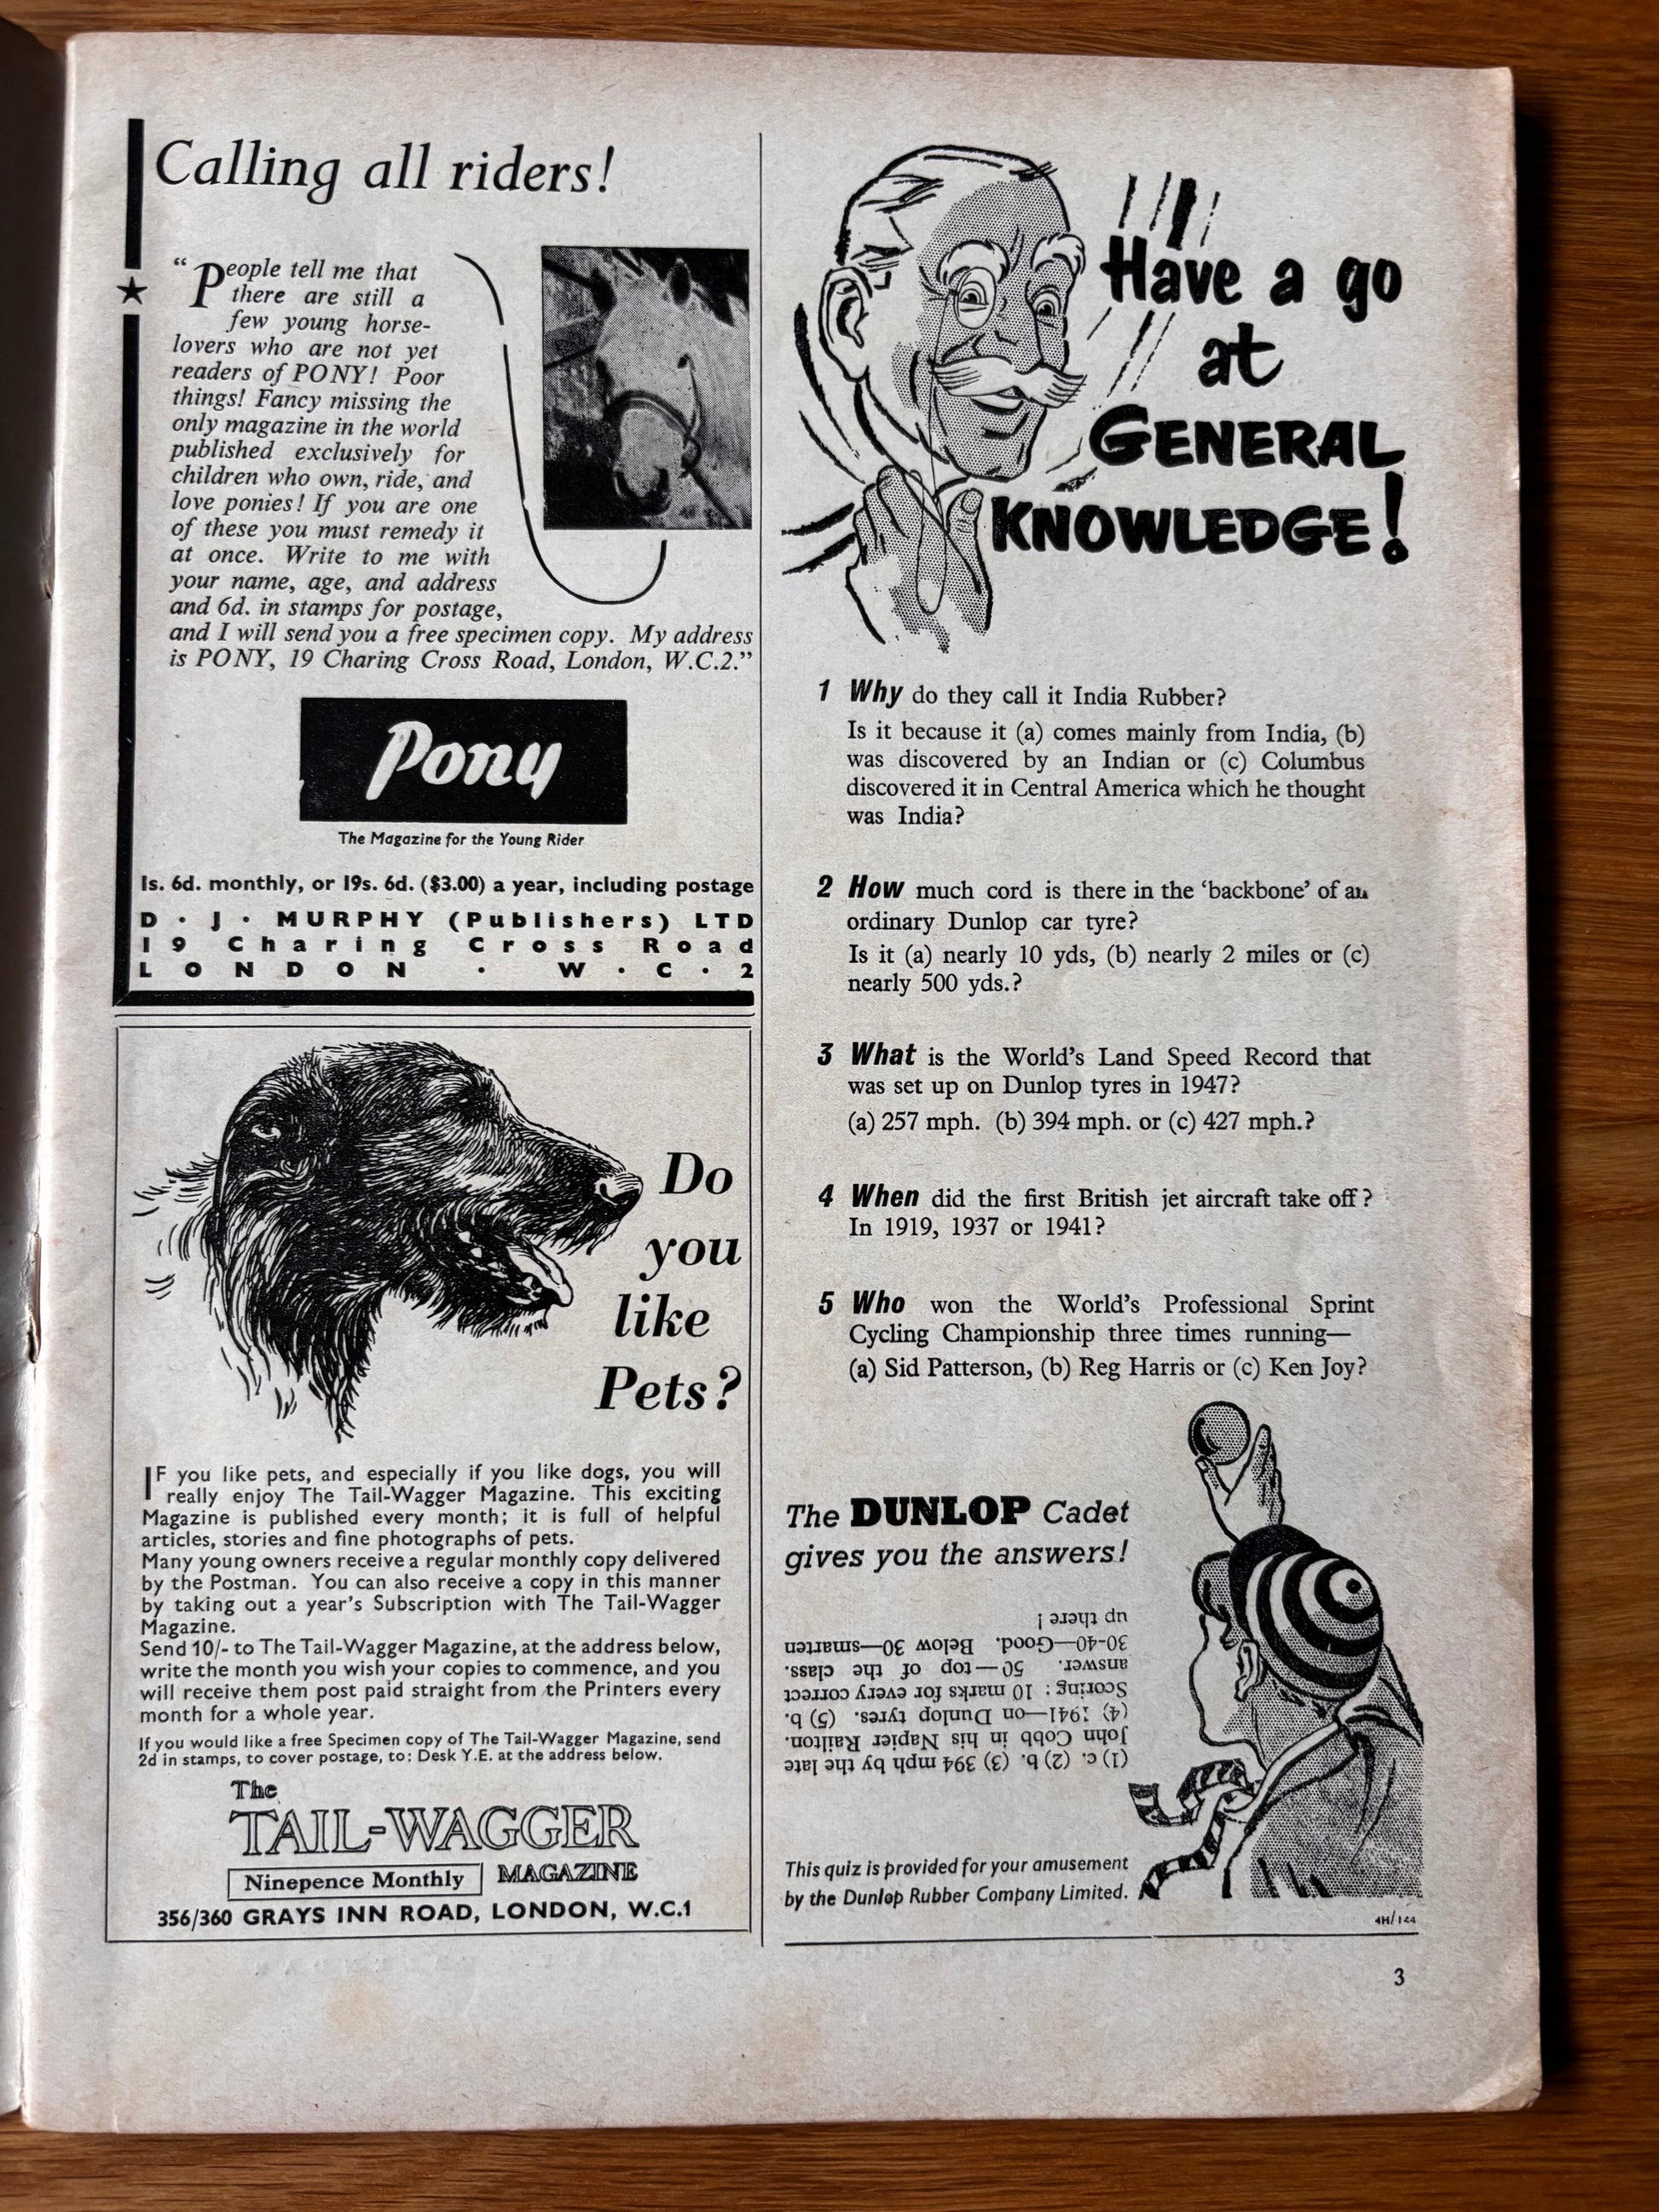 Calling all riders!
“People tell me that
there are still a
few young horse-
lovers who are not yet
readers of PONY! Poor
things! Fancy missing the
only magazine in the world
published exclusively for
children who own, ride, and
love ponies! If you are one
of these you must remedy it
at once. Write to me with
your name, age, and address
and 6d. in stamps for postage,
and I will send you a free specimen copy. My address
is PONY, 19 Charing Cross Road, London, W.C.2.”
Pony
The Magazine for the Young Rider
1s. 6d. monthly, or 19s. 6d. ($3.00) a year, including postage
D · J · MURPHY (Publishers) LTD
19 Charing Cross Road
LONDON · W · C · 2
Do
you
like
Pets?
IF you like pets, and especially if you like dogs, you will
really enjoy The Tail-Wagger Magazine. This exciting
Magazine is published every month; it is full of helpful
articles, stories and fine photographs of pets.
Many young owners receive a regular monthly copy delivered
by the Postman. You can also receive a copy in this manner
by taking out a year's Subscription with The Tail-Wagger
Magazine.
Send 10/- to The Tail-Wagger Magazine, at the address below,
write the month you wish your copies to commence, and you
will receive them post paid straight from the Printers every
month for a whole year.
If you would like a free Specimen copy of The Tail-Wagger Magazine, send
2d in stamps, to cover postage, to: Desk Y.E. at the address below.
The
TAIL-WAGGER
Ninepence Monthly MAGAZINE
356/360 GRAYS INN ROAD, LONDON, W.C.1
Have a go
at
GENERAL
KNOWLEDGE!
1 Why do they call it India Rubber?
Is it because it (a) comes mainly from India, (b)
was discovered by an Indian or (c) Columbus
discovered it in Central America which he thought
was India?
2 How much cord is there in the ‘backbone’ of an
ordinary Dunlop car tyre?
Is it (a) nearly 10 yds, (b) nearly 2 miles or (c)
nearly 500 yds.?
3 What is the World's Land Speed Record that
was set up on Dunlop tyres in 1947?
(a) 257 mph. (b) 394 mph. or (c) 427 mph.?
4 When did the first British jet aircraft take off?
In 1919, 1937 or 1941?
5 Who won the World's Professional Sprint
Cycling Championship three times running—
(a) Sid Patterson, (b) Reg Harris or (c) Ken Joy?
The DUNLOP Cadet
gives you the answers!
(1) c. (2) b. (3) 394 mph by the late
John Cobb in his Napier Railton.
(4) 1941—on Dunlop tyres. (5) b.
Scoring: 10 marks for every correct
answer. 50—top of the class.
30-40—Good. Below 30—smarten
up there!
This quiz is provided for your amusement
by the Dunlop Rubber Company Limited.
4H/144
3